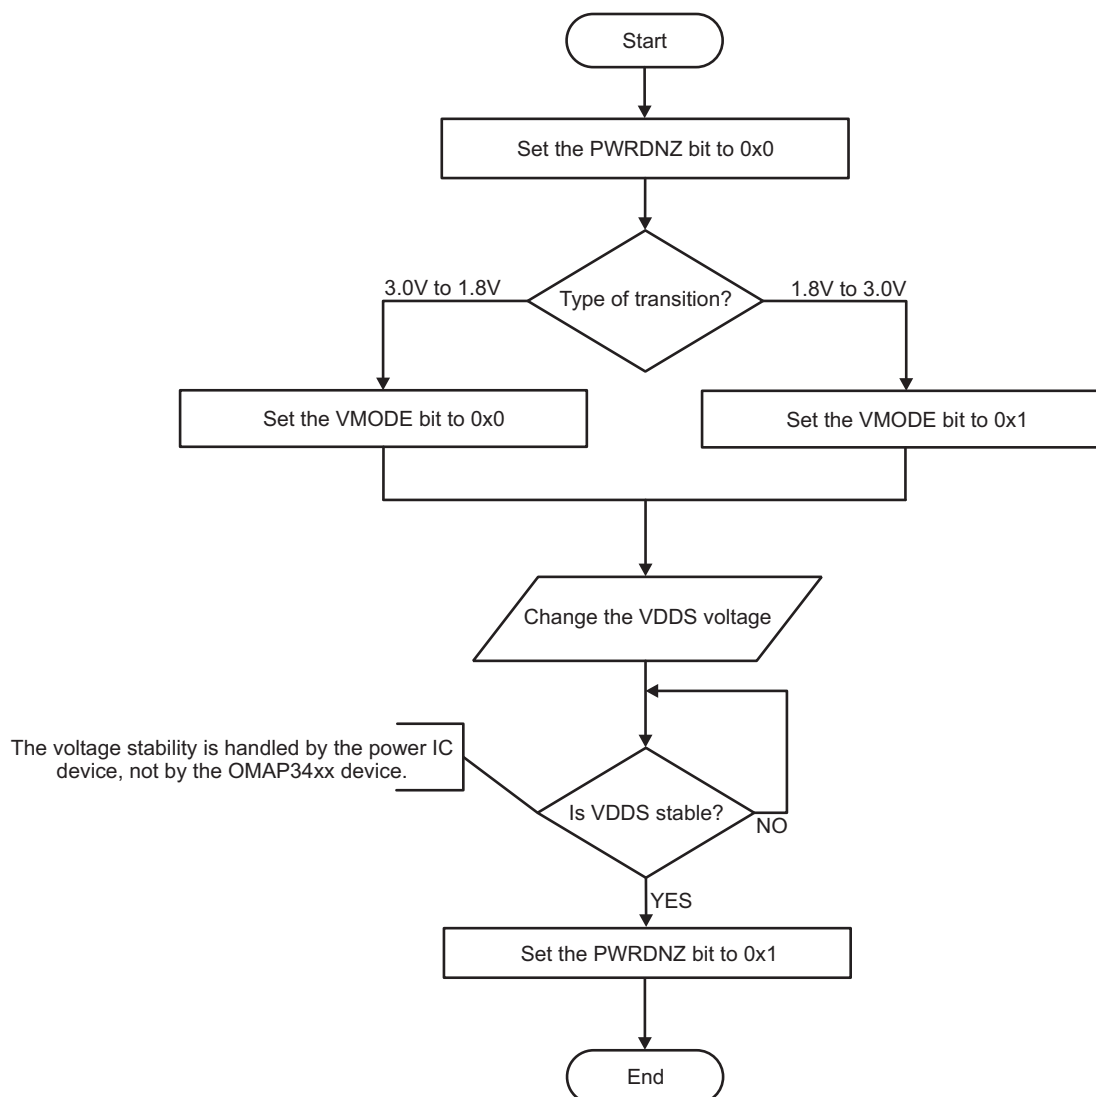 Start
Set the PWRDNZ bit to 0x0
Type of transition?
3.0V to 1.8V
1.8V to 3.0V
Set the VMODE bit to 0x0
Set the VMODE bit to 0x1
Change the VDDS voltage
The voltage stability is handled by the power IC
device, not by the OMAP34xx device.
Is VDDS stable?
NO
YES
Set the PWRDNZ bit to 0x1
End